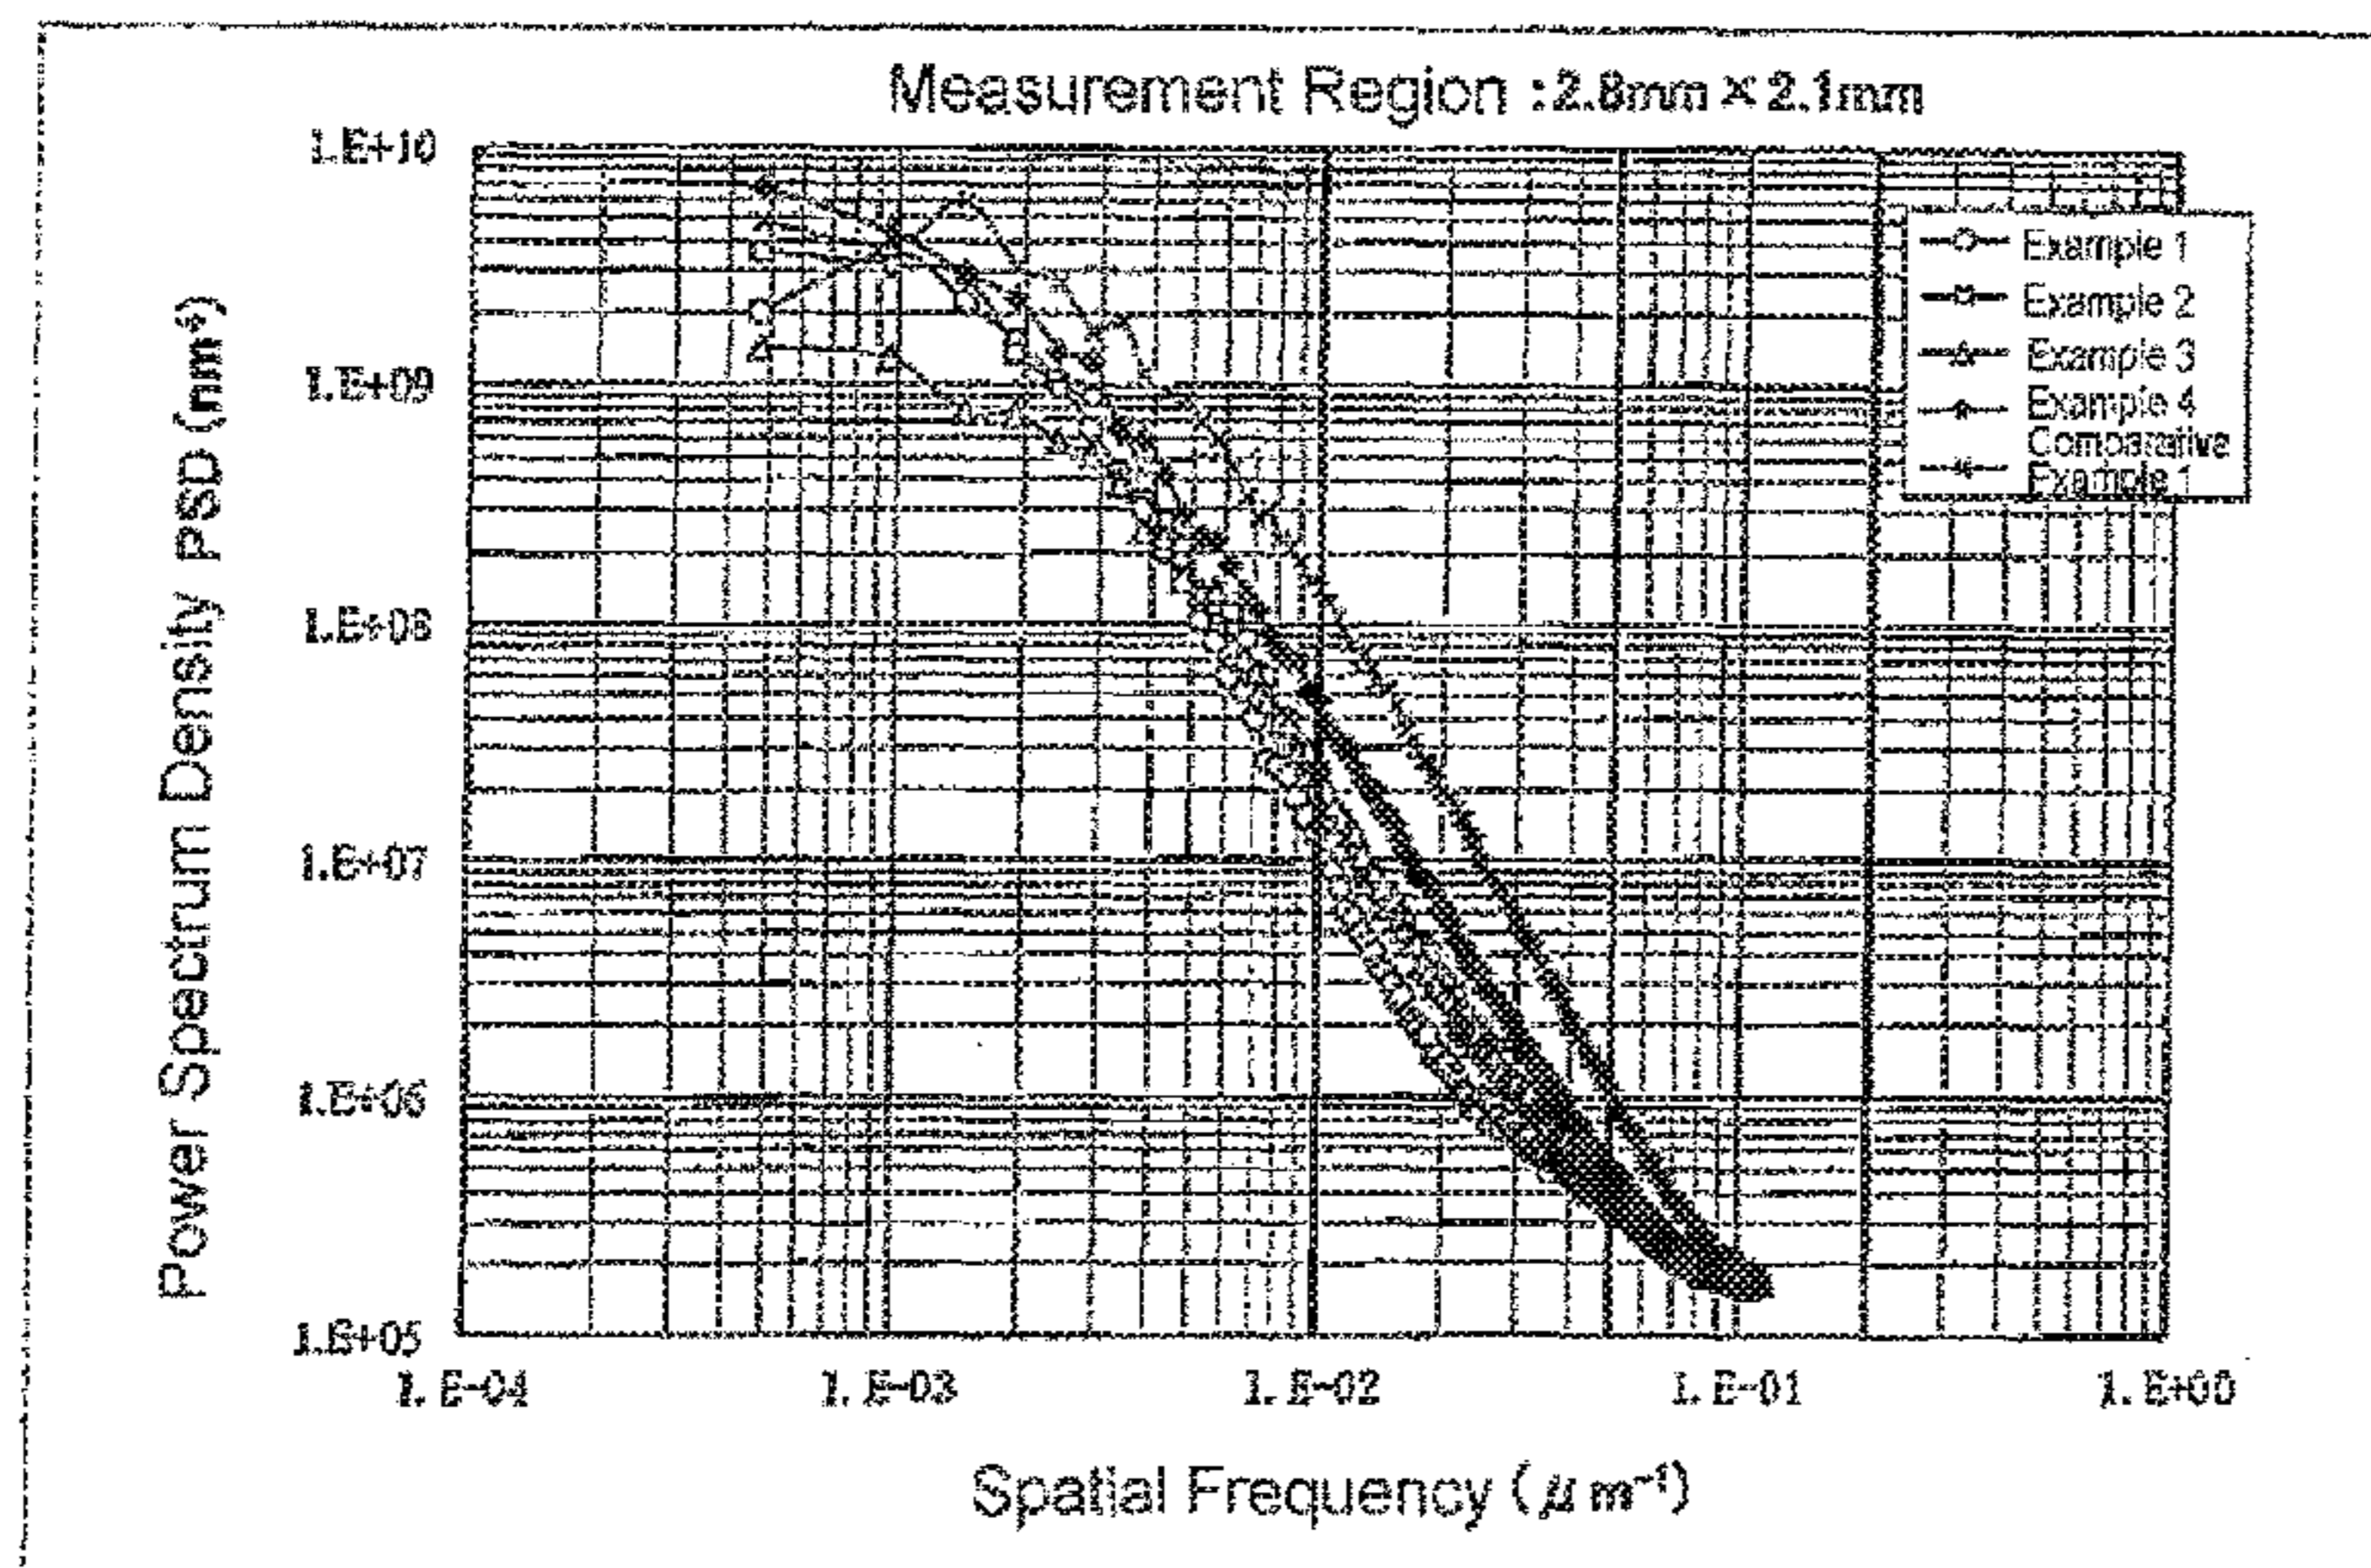 Measurement Region :2.8mm×2.1mm
1.E+10
1.E+09
1.E+08
1.E+07
1.E+06
1.E+05
1.E-04
1.E-03
1.E-02
1.E-01
1.E+00
Power Spectrum Density PSD (nm⁴)
Spatial Frequency (μm⁻¹)
Example 1
Example 2
Example 3
Example 4
Comparative
Example 1